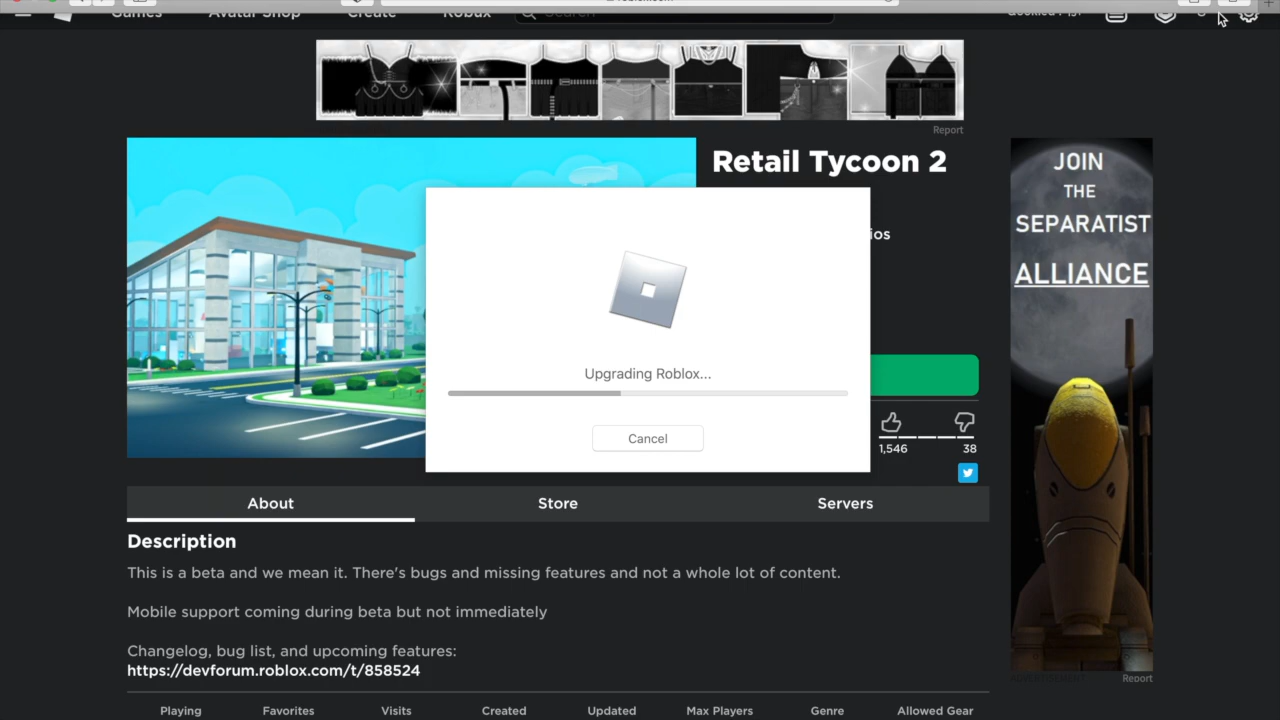 Games
Avatar Shop
Create
Robux
Search
Report
Retail Tycoon 2
ios
JOIN
THE
SEPARATIST
ALLIANCE
Upgrading Roblox...
Cancel
1,546
38
About
Store
Servers
Description
This is a beta and we mean it. There's bugs and missing features and not a whole lot of content.
Mobile support coming during beta but not immediately
Changelog, bug list, and upcoming features:
https://devforum.roblox.com/t/858524
ADVERTISEMENT
Report
Playing
Favorites
Visits
Created
Updated
Max Players
Genre
Allowed Gear